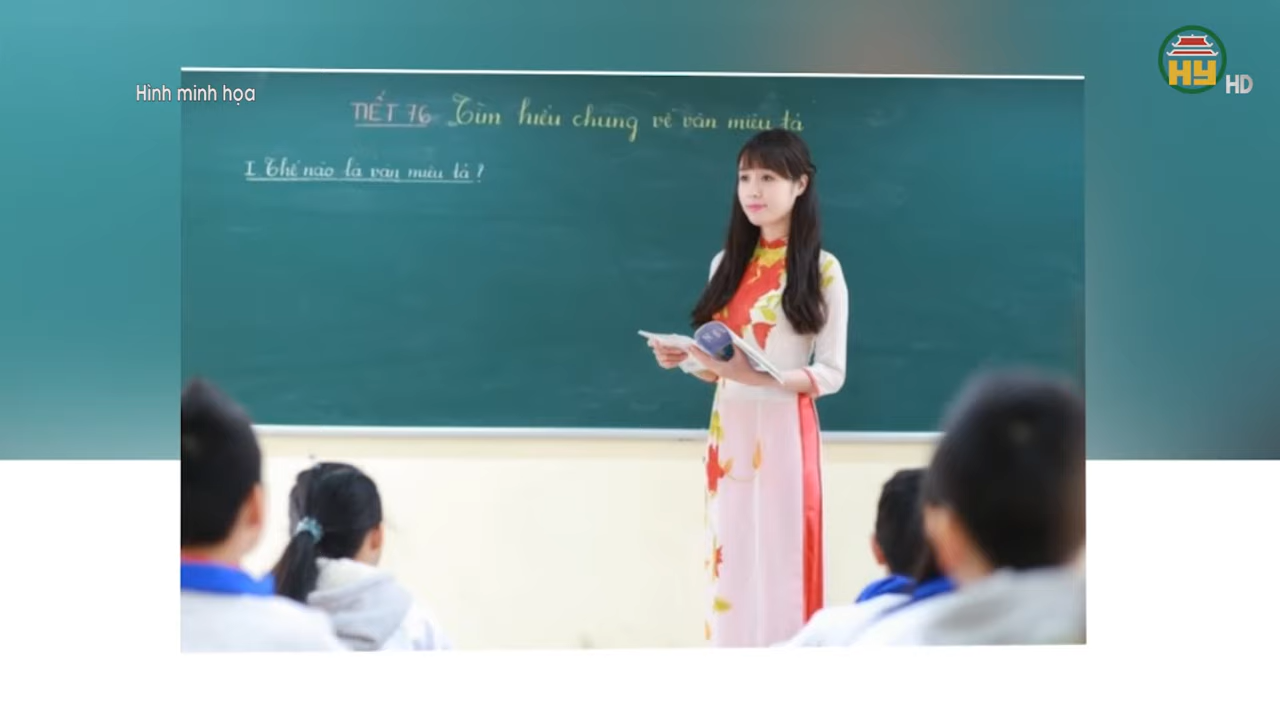 HY HD
Hình minh họa
TIẾT 76 Tìm hiểu chung về văn miêu tả
I Thế nào là văn miêu tả ?